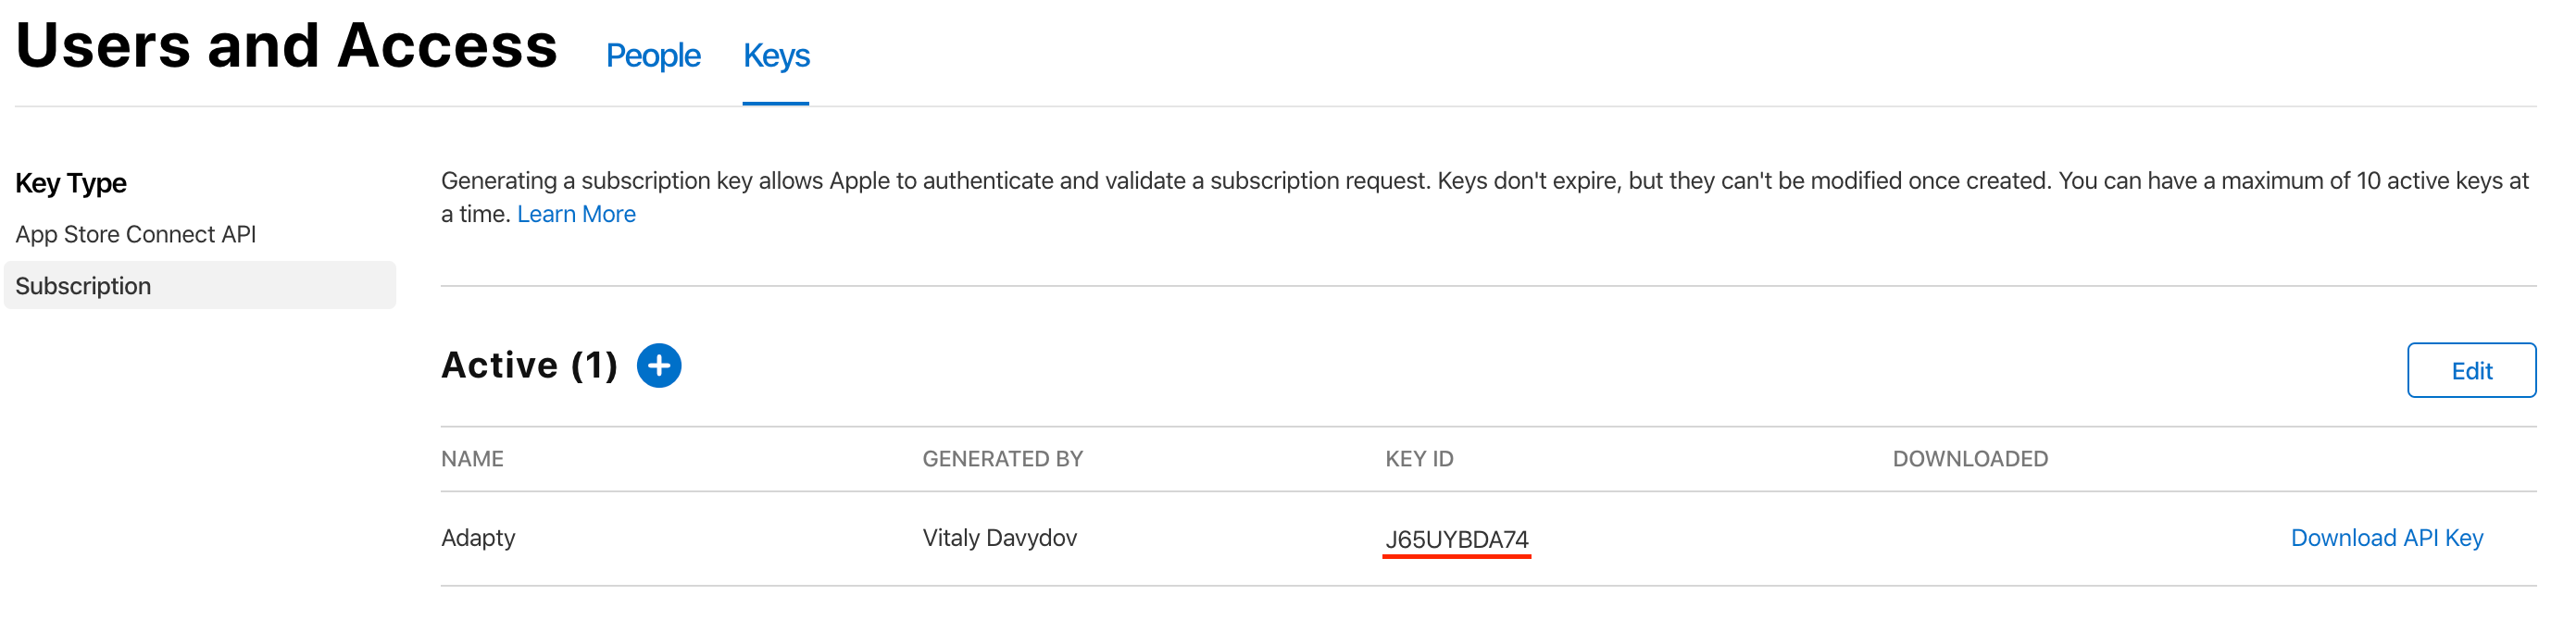 Users and Access People Keys
Key Type
App Store Connect API
Subscription
Generating a subscription key allows Apple to authenticate and validate a subscription request. Keys don't expire, but they can't be modified once created. You can have a maximum of 10 active keys at
a time. Learn More
Active (1)
Edit
NAME GENERATED BY KEY ID DOWNLOADED
Adapty Vitaly Davydov J65UYBDA74 Download API Key